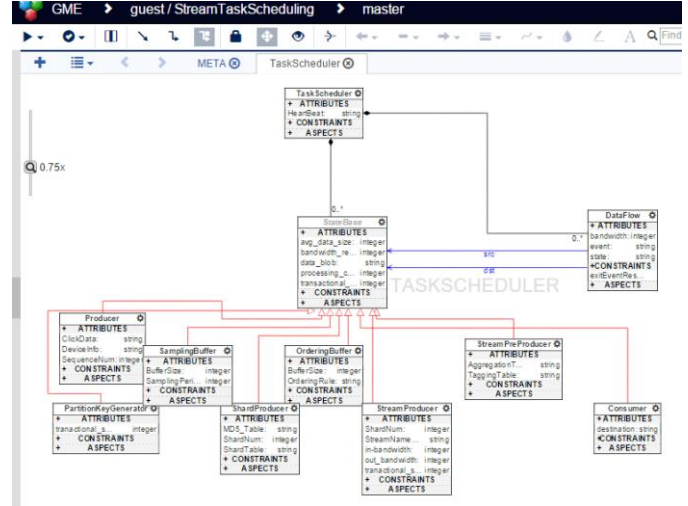 GME > guest / StreamTaskScheduling > master
Find
META
TaskScheduler
0.75x
TaskScheduler
+ ATTRIBUTES
HeartBeat: string
+ CONSTRAINTS
+ ASPECTS
0..*
StateBase
+ ATTRIBUTES
avg_data_size: integer
bandwidth_re... integer
data_blob: string
processing_c... integer
transactional_... integer
+ CONSTRAINTS
+ ASPECTS
DataFlow
+ ATTRIBUTES
bandwidth: integer
event: string
state: string
+CONSTRAINTS
exitEventRes...
+ ASPECTS
0..*
src
dst
TASKSCHEDULER
Producer
+ ATTRIBUTES
ClickData: string
DeviceInfo: string
SequenceNum: integer
+ CONSTRAINTS
+ ASPECTS
SamplingBuffer
+ ATTRIBUTES
BufferSize: integer
SamplingPeri... integer
+ CONSTRAINTS
+ ASPECTS
OrderingBuffer
+ ATTRIBUTES
BufferSize: integer
OrderingRule: string
+ CONSTRAINTS
+ ASPECTS
StreamPreProducer
+ ATTRIBUTES
AggregationT... string
TaggingTable: string
+ CONSTRAINTS
+ ASPECTS
PartitionKeyGenerator
+ ATTRIBUTES
tranactional_s... integer
+ CONSTRAINTS
+ ASPECTS
ShardProducer
+ ATTRIBUTES
MD5_Table: string
ShardNum: integer
ShardTable: string
+ CONSTRAINTS
+ ASPECTS
StreamProducer
+ ATTRIBUTES
ShardNum: integer
StreamName... string
in-bandwidth: integer
out_bandwidth: integer
tranactional_s... integer
+ CONSTRAINTS
+ ASPECTS
Consumer
+ ATTRIBUTES
destination: string
+CONSTRAINTS
+ ASPECTS